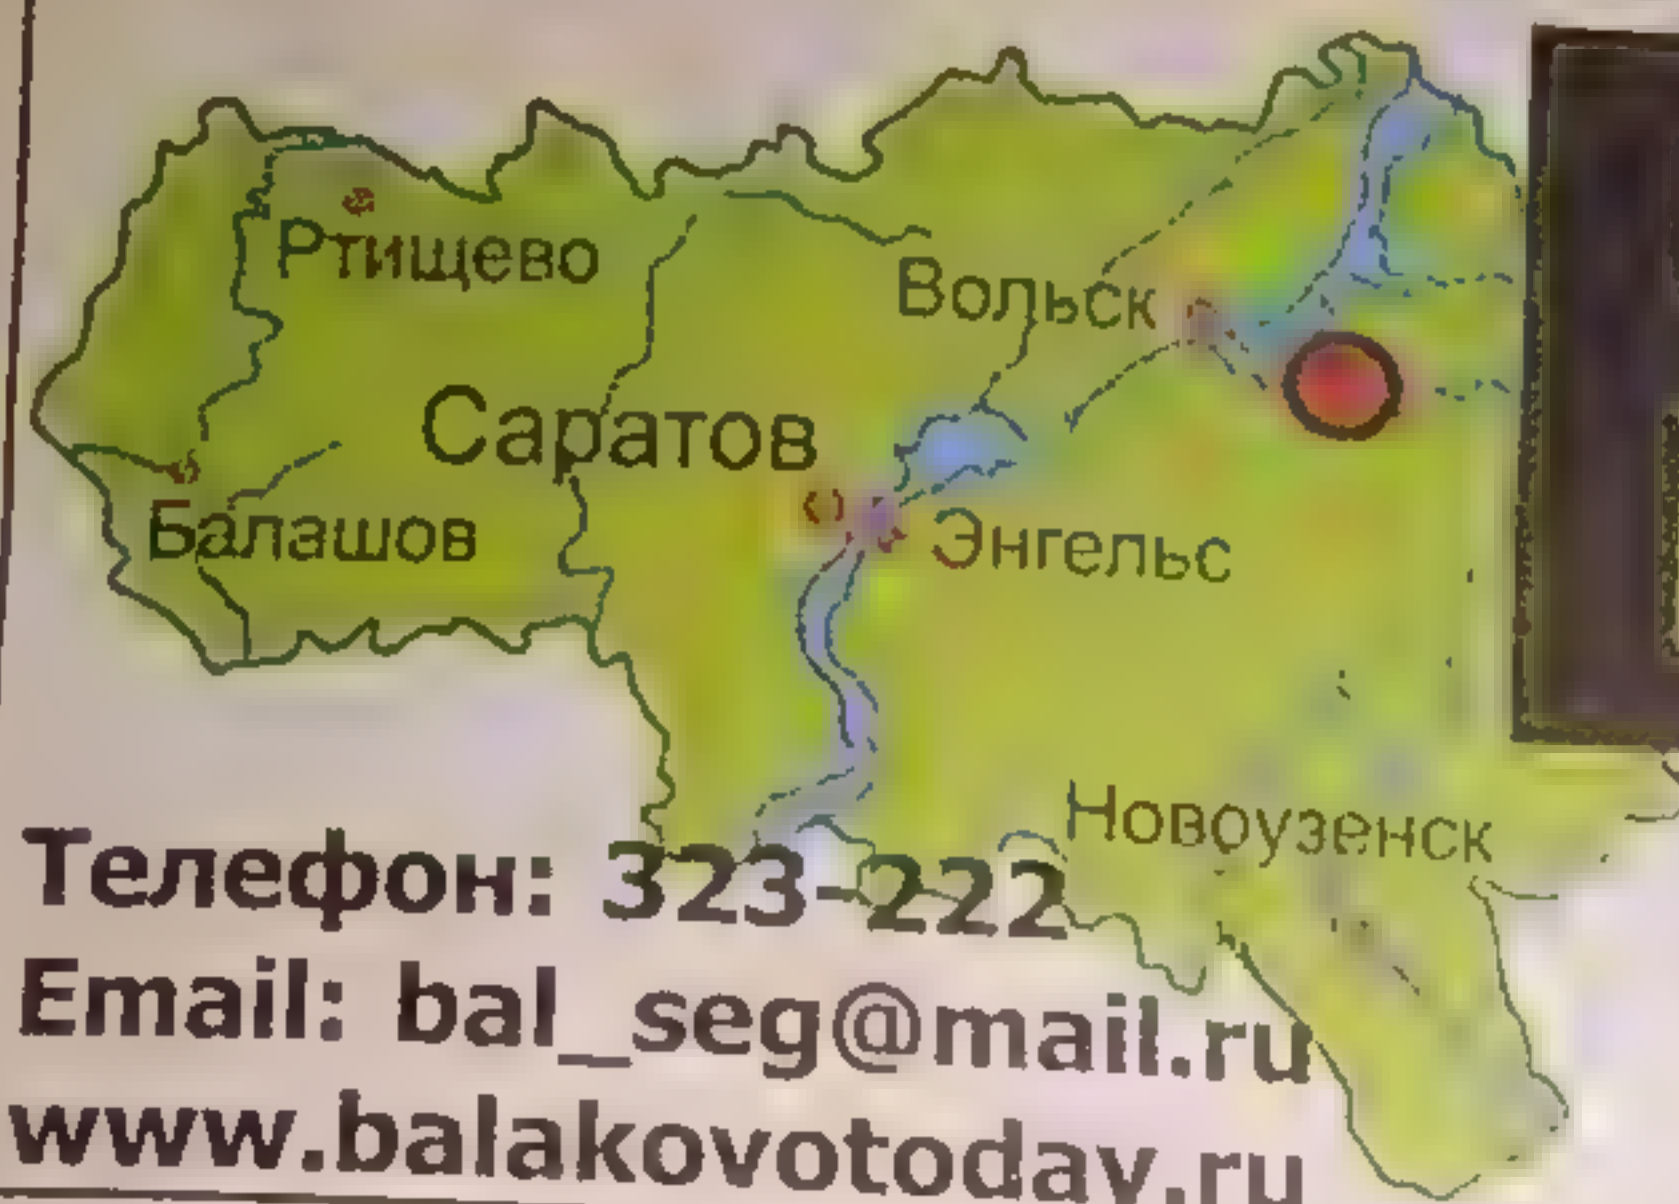 Ртищево
Вольск
Саратов
Балашов
Энгельс
Новоузенск
Телефон: 323-222
Email: bal_seg@mail.ru
www.balakovotoday.ru